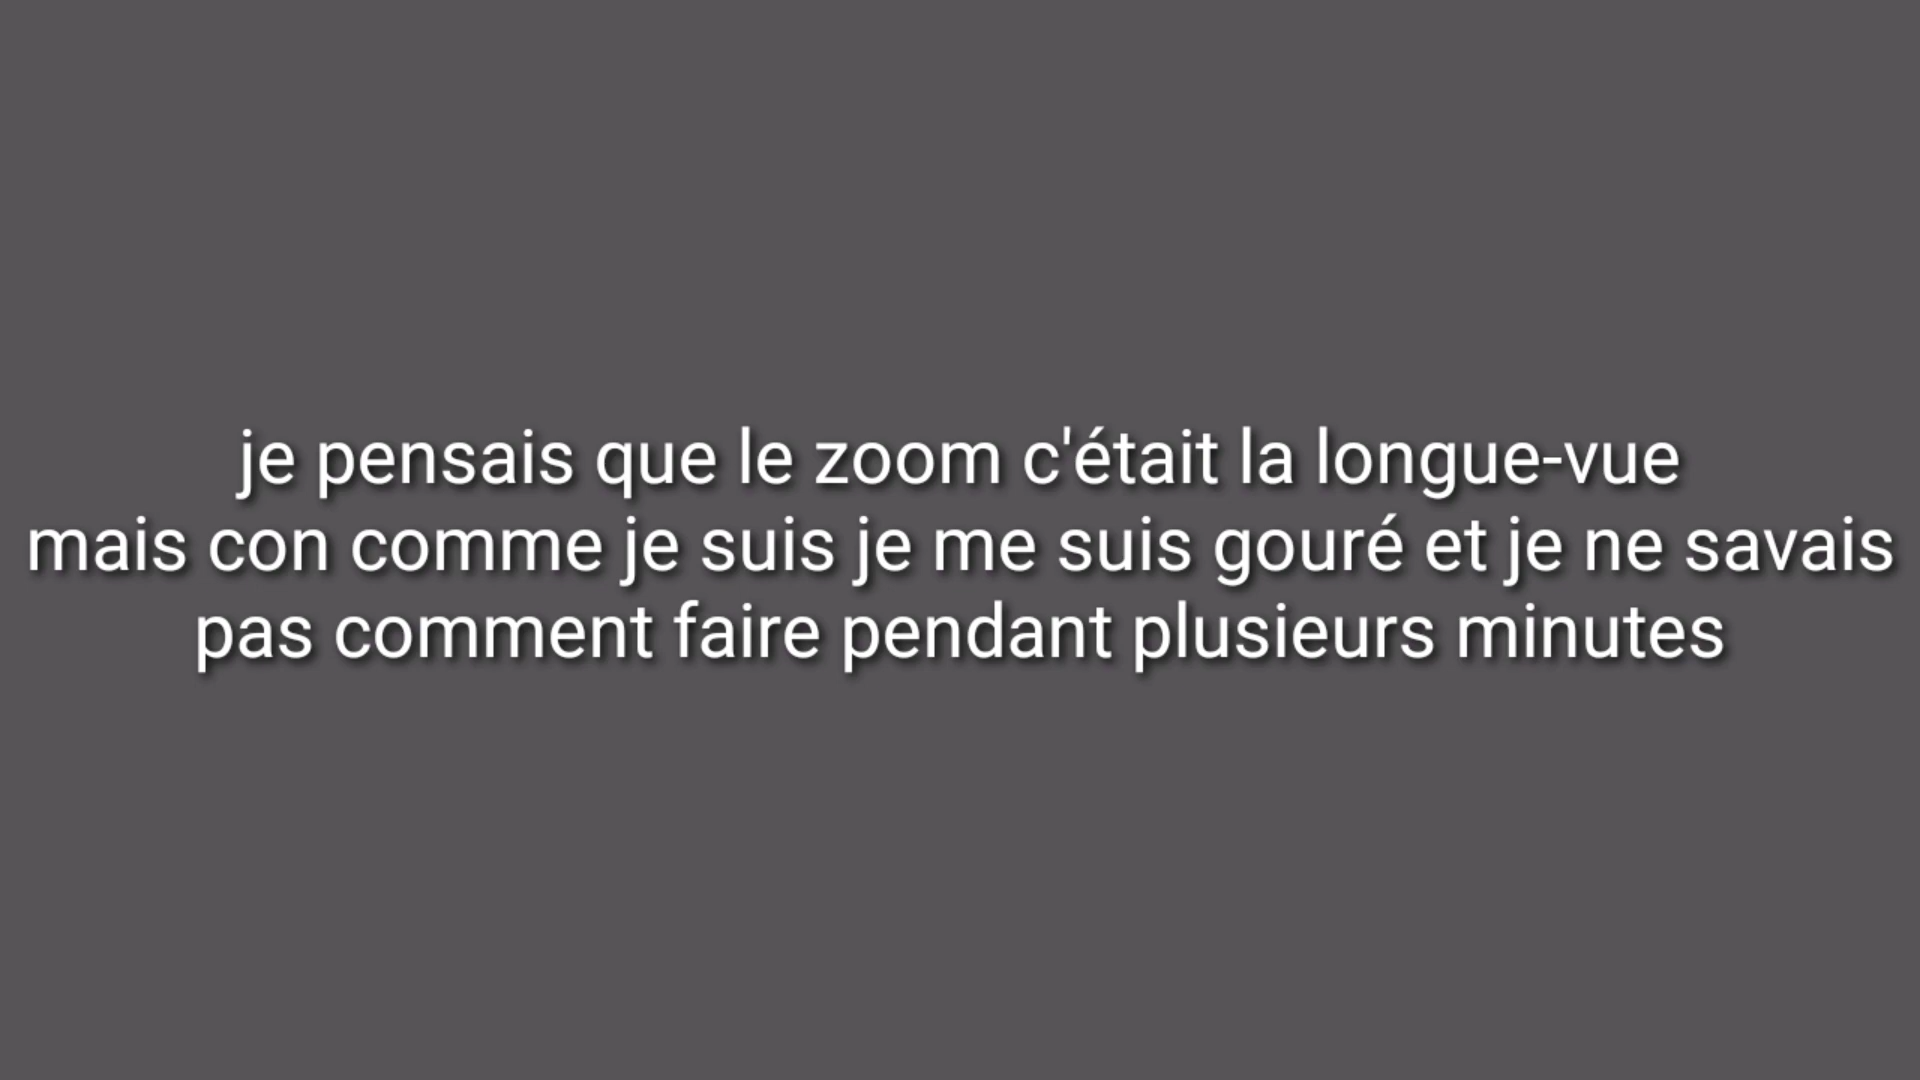 je pensais que le zoom c'était la longue-vue
mais con comme je suis je me suis gouré et je ne savais
pas comment faire pendant plusieurs minutes